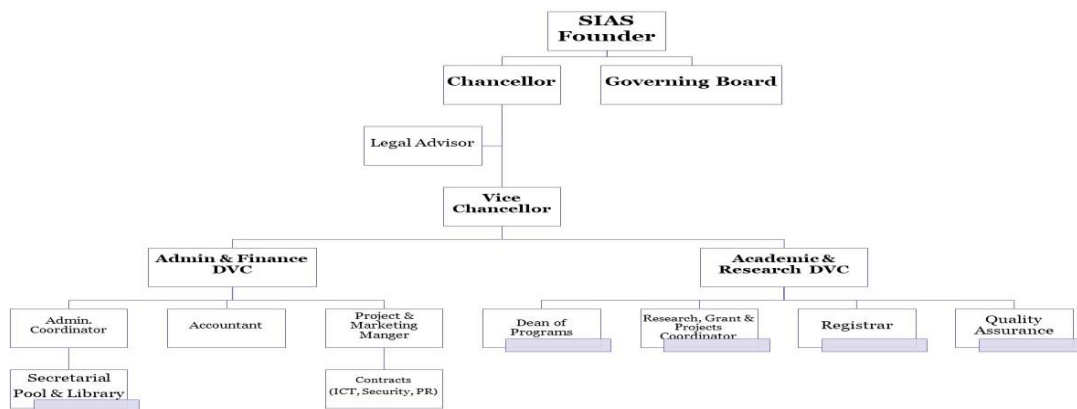 SIAS
Founder
Chancellor
Governing Board
Legal Advisor
Vice
Chancellor
Admin & Finance
DVC
Academic &
Research DVC
Admin.
Coordinator
Accountant
Project &
Marketing
Manger
Dean of
Programs
Research, Grant &
Projects
Coordinator
Registrar
Quality
Assurance
Secretarial
Pool & Library
Contracts
(ICT, Security, PR)